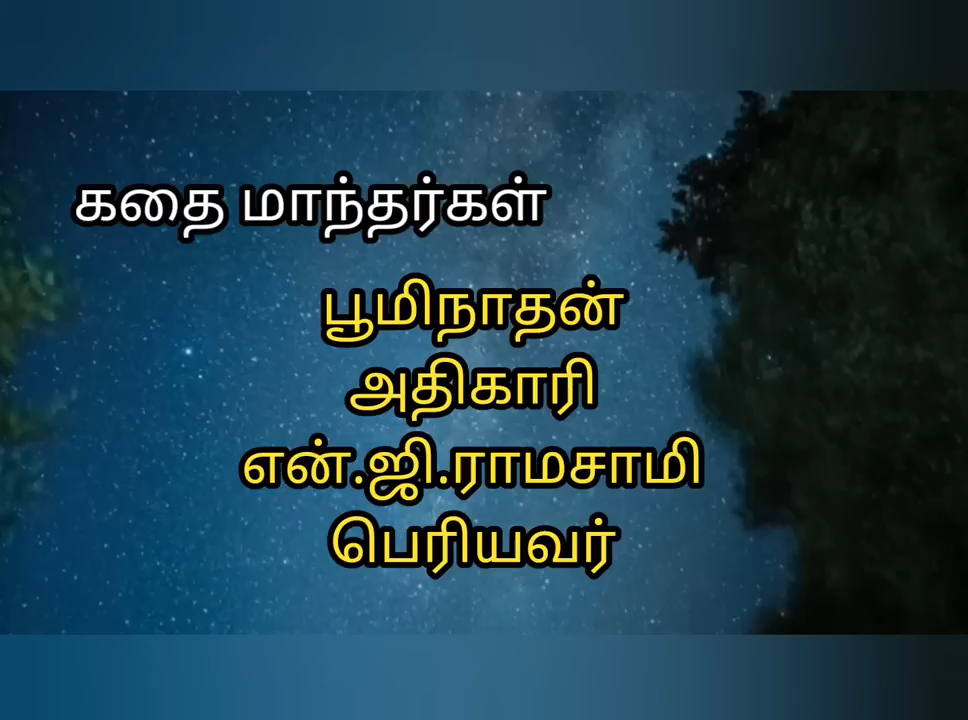 கதை மாந்தர்கள்
பூமிநாதன்
அதிகாரி
என்.ஜி.ராமசாமி
பெரியவர்